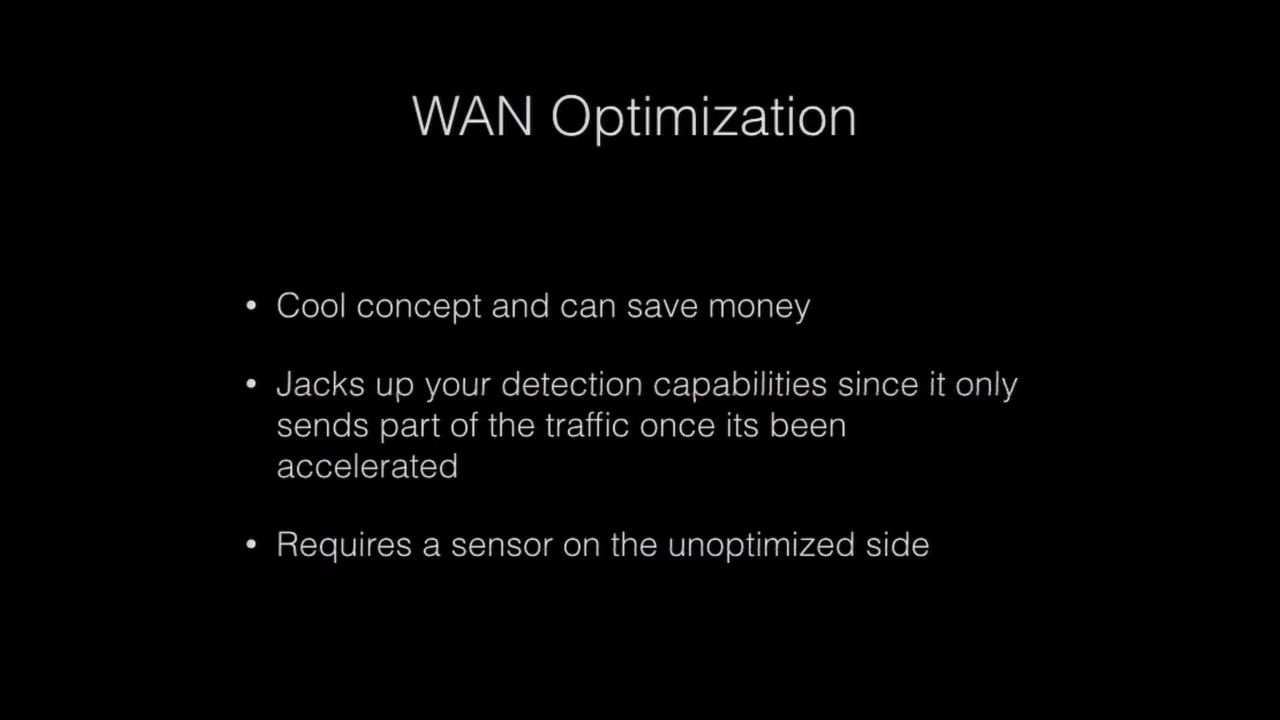 WAN Optimization
• Cool concept and can save money
• Jacks up your detection capabilities since it only
sends part of the traffic once its been
accelerated
• Requires a sensor on the unoptimized side